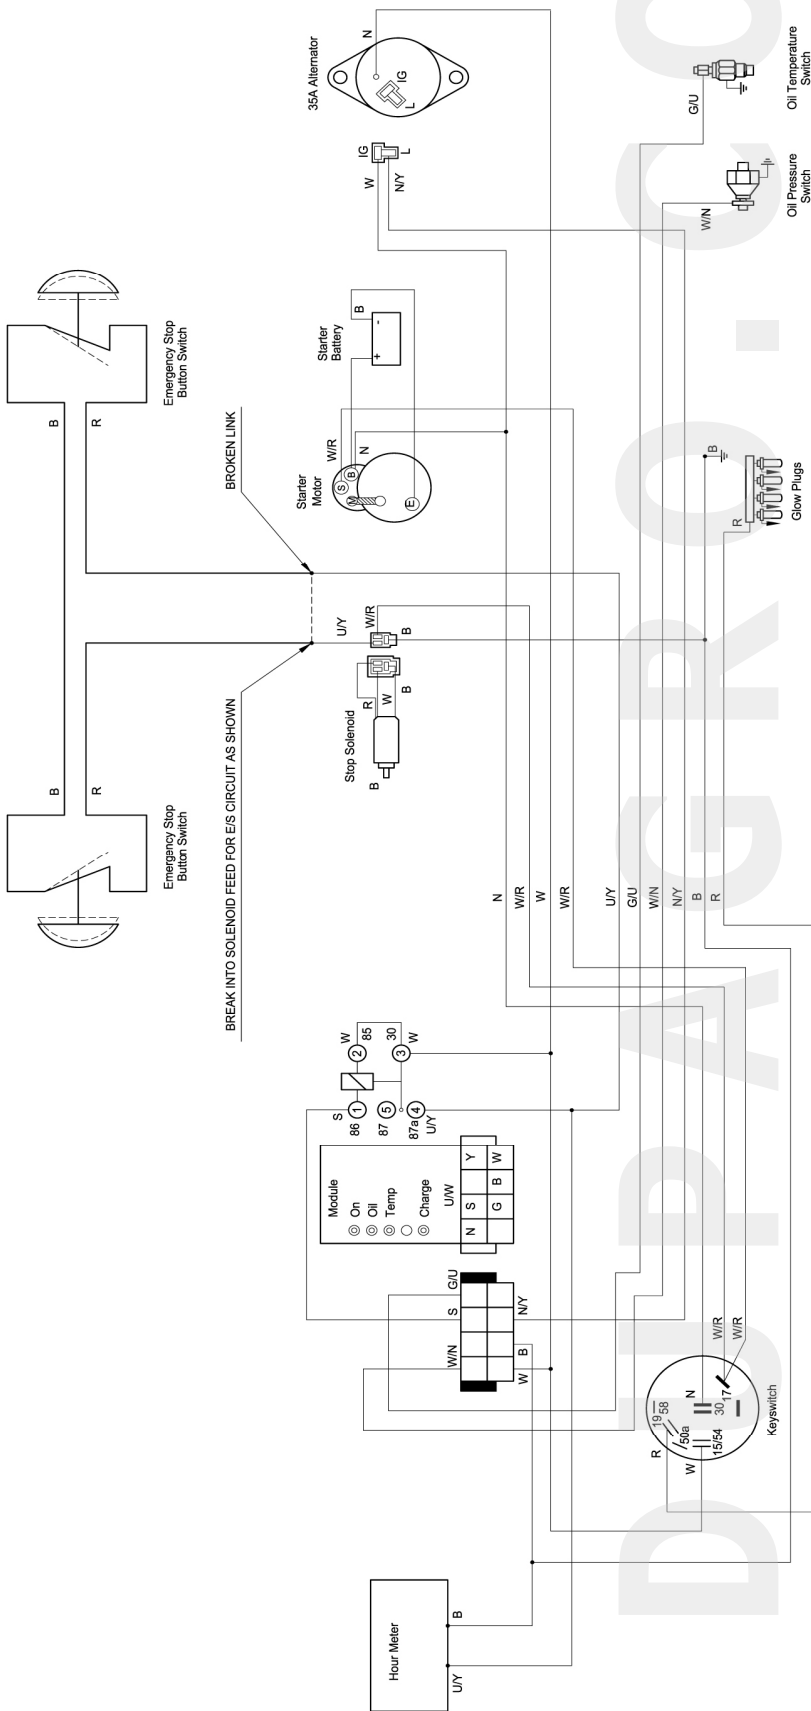 Emergency Stop
Button Switch
B
R
Emergency Stop
Button Switch
B
R
BREAK INTO SOLENOID FEED FOR E/S CIRCUIT AS SHOWN
BROKEN LINK
Hour Meter
U/Y
B
Module
On
Oil
Temp
Charge
U/W
N
S
Y
G
B
W
W/N
S
G/U
W
B
N/Y
S
86
1
2
W
85
87
5
30
3
W
87a
4
U/Y
Stop Solenoid
B
R
W
B
U/Y
W/R
B
Starter
Motor
S
B
M
E
W/R
N
Starter
Battery
+
-
B
35A Alternator
N
IG
L
W
IG
N/Y
L
N
W/R
W
W/R
U/Y
G/U
W/N
N/Y
B
R
Keyswitch
R
W
19
58
50a
15/54
30
17
N
W/R
W/R
Glow Plugs
R
B
Oil Pressure
Switch
W/N
Oil Temperature
Switch
G/U
DUPAGRO.CO